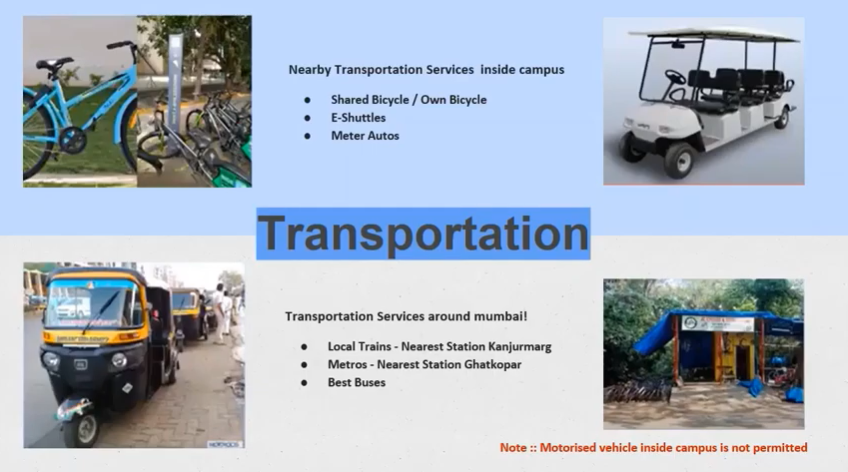 Nearby Transportation Services inside campus
● Shared Bicycle / Own Bicycle
● E-Shuttles
● Meter Autos
Transportation
Transportation Services around mumbai!
● Local Trains - Nearest Station Kanjurmarg
● Metros - Nearest Station Ghatkopar
● Best Buses
Note :: Motorised vehicle inside campus is not permitted